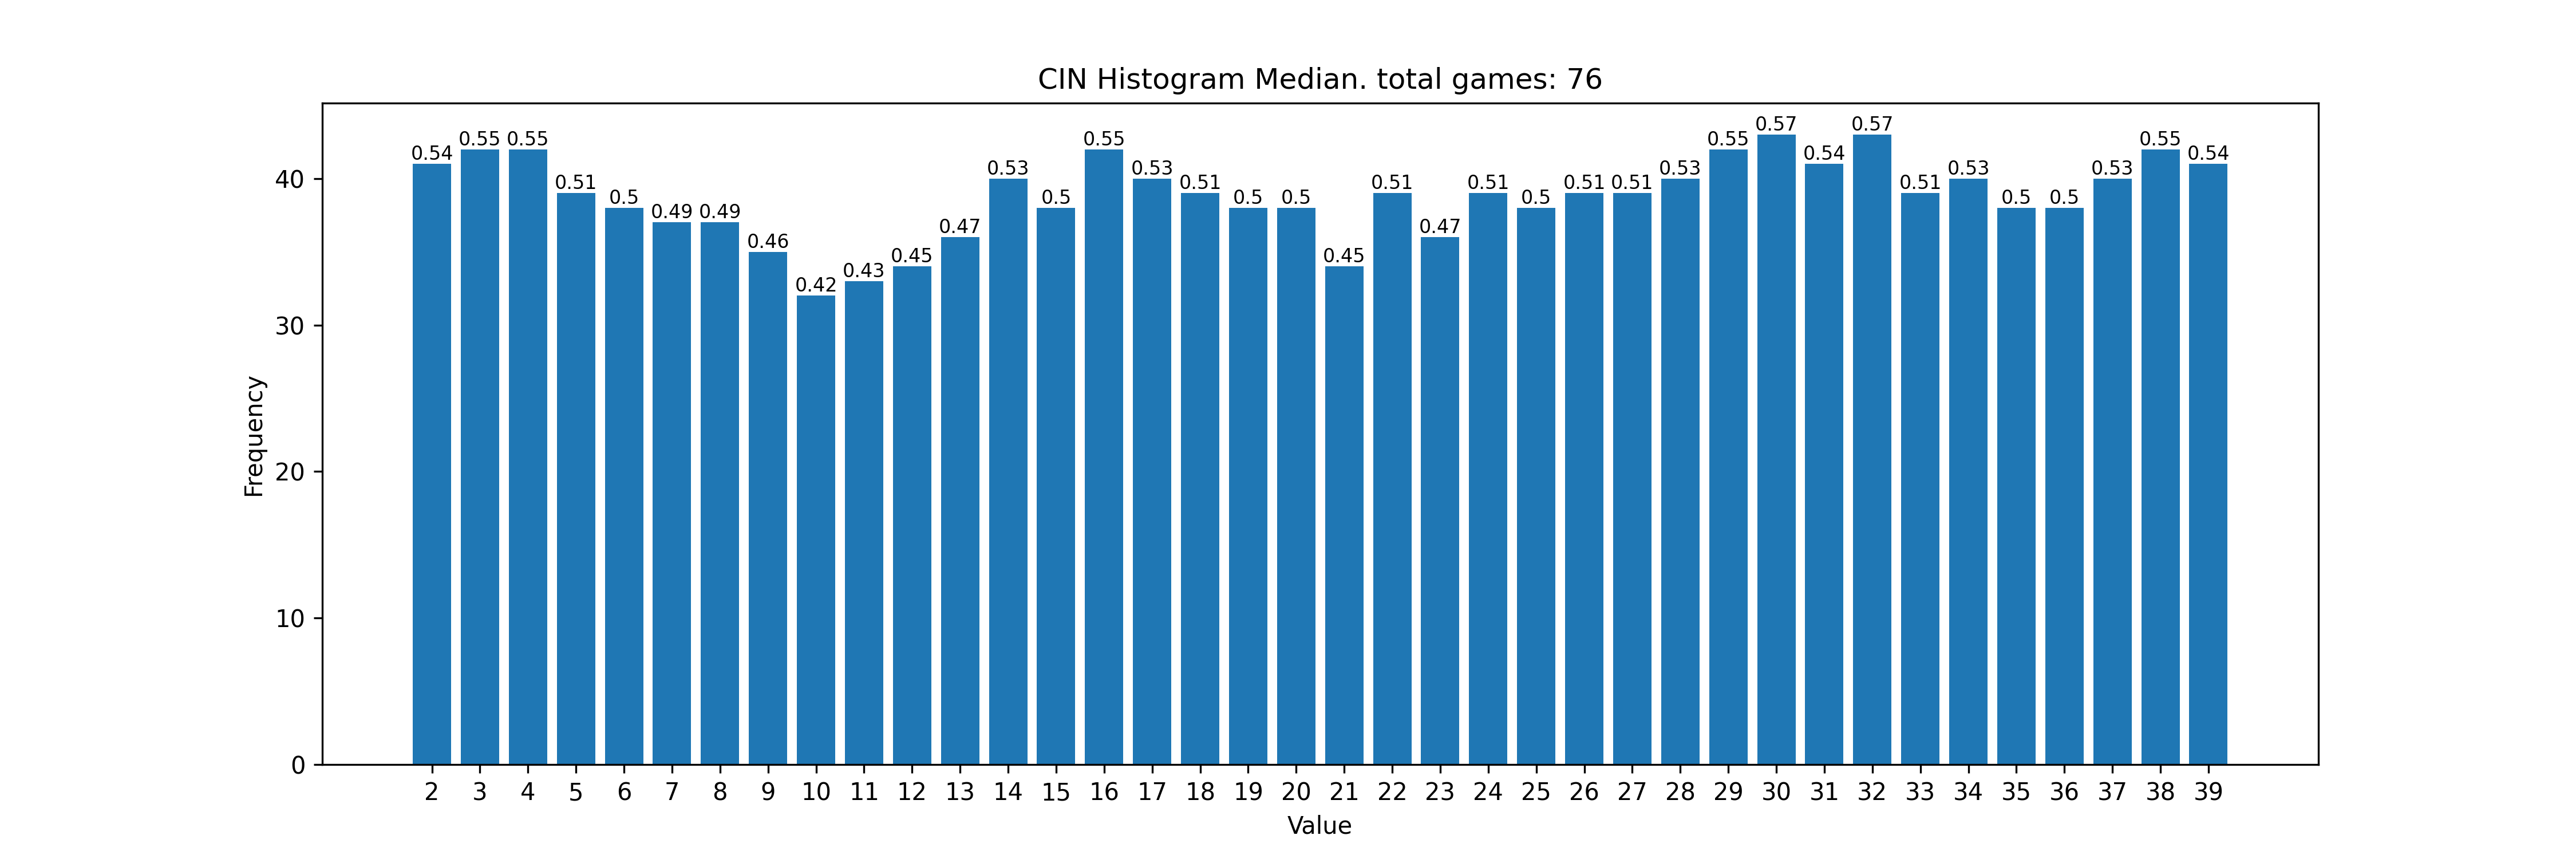 CIN Histogram Median. total games: 76
0.54 0.55 0.55 0.51 0.5 0.49 0.49 0.46 0.42 0.43 0.45 0.47 0.53 0.5 0.55 0.53 0.51 0.5 0.5 0.45 0.51 0.47 0.51 0.5 0.51 0.51 0.53 0.55 0.57 0.54 0.57 0.51 0.53 0.5 0.5 0.53 0.55 0.54
40
30
20
10
0
Frequency
2 3 4 5 6 7 8 9 10 11 12 13 14 15 16 17 18 19 20 21 22 23 24 25 26 27 28 29 30 31 32 33 34 35 36 37 38 39
Value